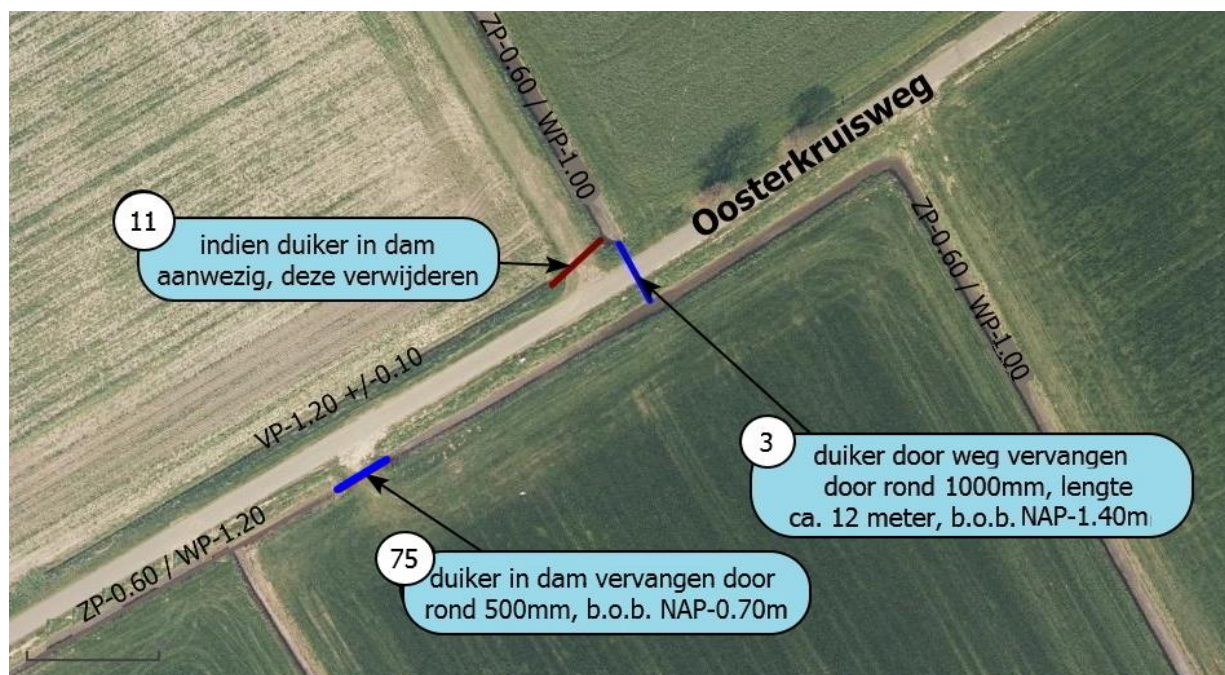 ZP-0.60 / WP-1.00
Oosterkruisweg
11
indien duiker in dam
aanwezig, deze verwijderen
ZP-0.60 / WP-1.00
VP-1.20 +/-0.10
3
duiker door weg vervangen
door rond 1000mm, lengte
ca. 12 meter, b.o.b. NAP-1.40m
ZP-0.60 / WP-1.20
75
duiker in dam vervangen door
rond 500mm, b.o.b. NAP-0.70m